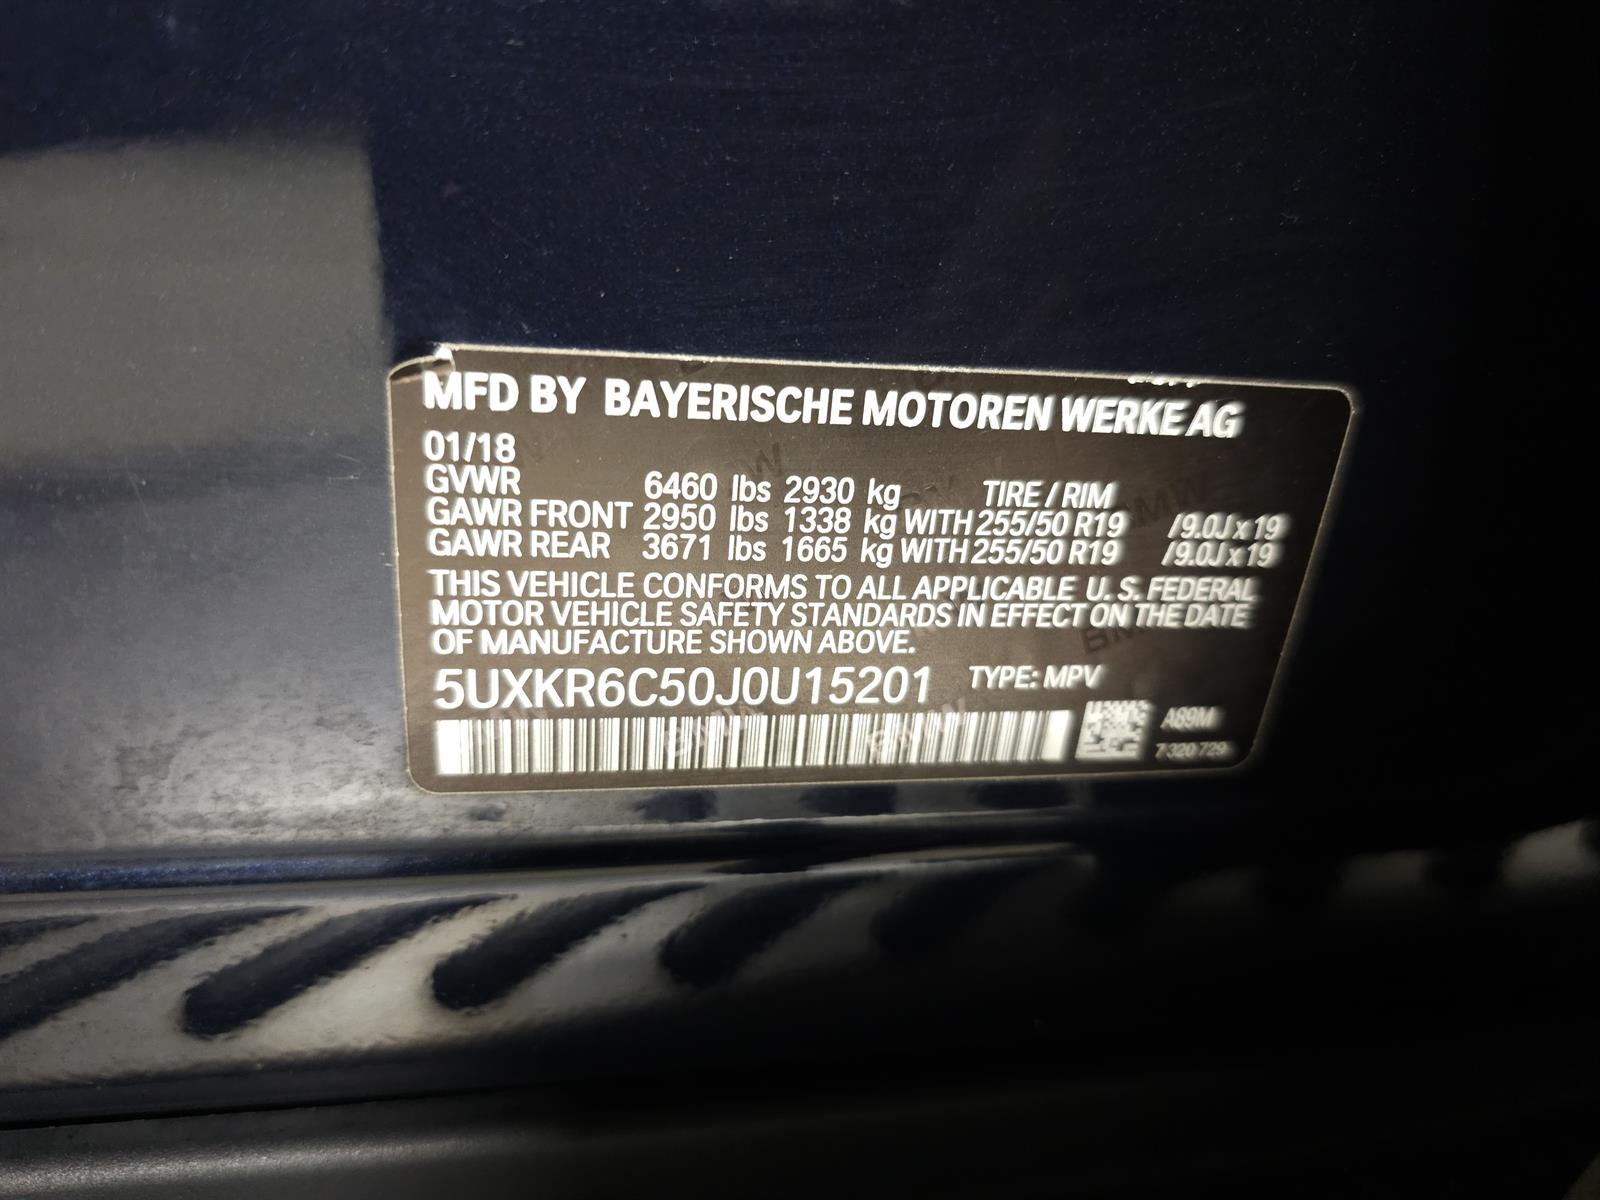 MFD BY BAYERISCHE MOTOREN WERKE AG
01/18
GVWR 6460 lbs 2930 kg TIRE / RIM
GAWR FRONT 2950 lbs 1338 kg WITH 255/50 R19 /9.0J x 19
GAWR REAR 3671 lbs 1665 kg WITH 255/50 R19 /9.0J x 19
THIS VEHICLE CONFORMS TO ALL APPLICABLE U. S. FEDERAL
MOTOR VEHICLE SAFETY STANDARDS IN EFFECT ON THE DATE
OF MANUFACTURE SHOWN ABOVE.
5UXKR6C50J0U15201 TYPE: MPV
A89M
7 320 729